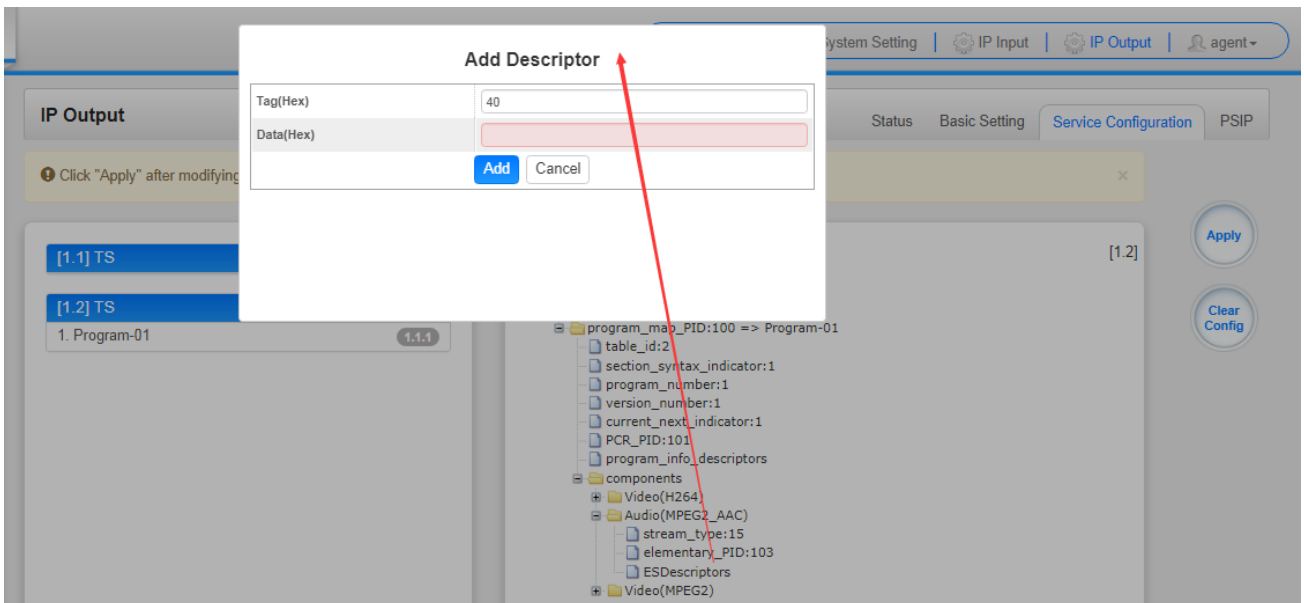 Add Descriptor
ystem Setting
IP Input
IP Output
agent
IP Output
Status
Basic Setting
Service Configuration
PSIP
Tag(Hex)
40
Data(Hex)
Add
Cancel
Click "Apply" after modifying
×
[1.1] TS
[1.2] TS
1. Program-01
1.1.1
[1.2]
program_map_PID:100 => Program-01
table_id:2
section_syntax_indicator:1
program_number:1
version_number:1
current_next_indicator:1
PCR_PID:101
program_info_descriptors
components
Video(H264)
Audio(MPEG2_AAC)
stream_type:15
elementary_PID:103
ESDescriptors
Video(MPEG2)
Apply
Clear
Config